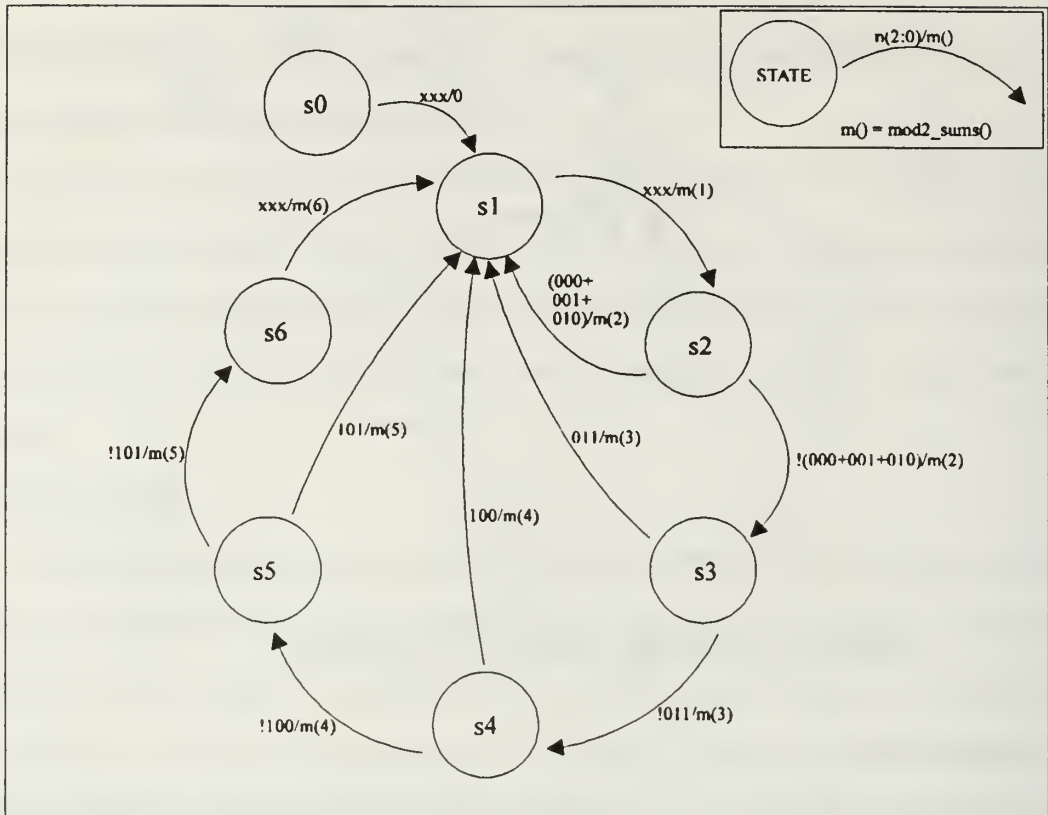 n(2:0)/m()
STATE
m() = mod2_sums()
s0
xxx/0
s1
xxx/m(6)
xxx/m(1)
(000+
001+
010)/m(2)
s6
s2
101/m(5)
011/m(3)
!101/m(5)
!(000+001+010)/m(2)
100/m(4)
s5
s3
s4
!100/m(4)
!011/m(3)